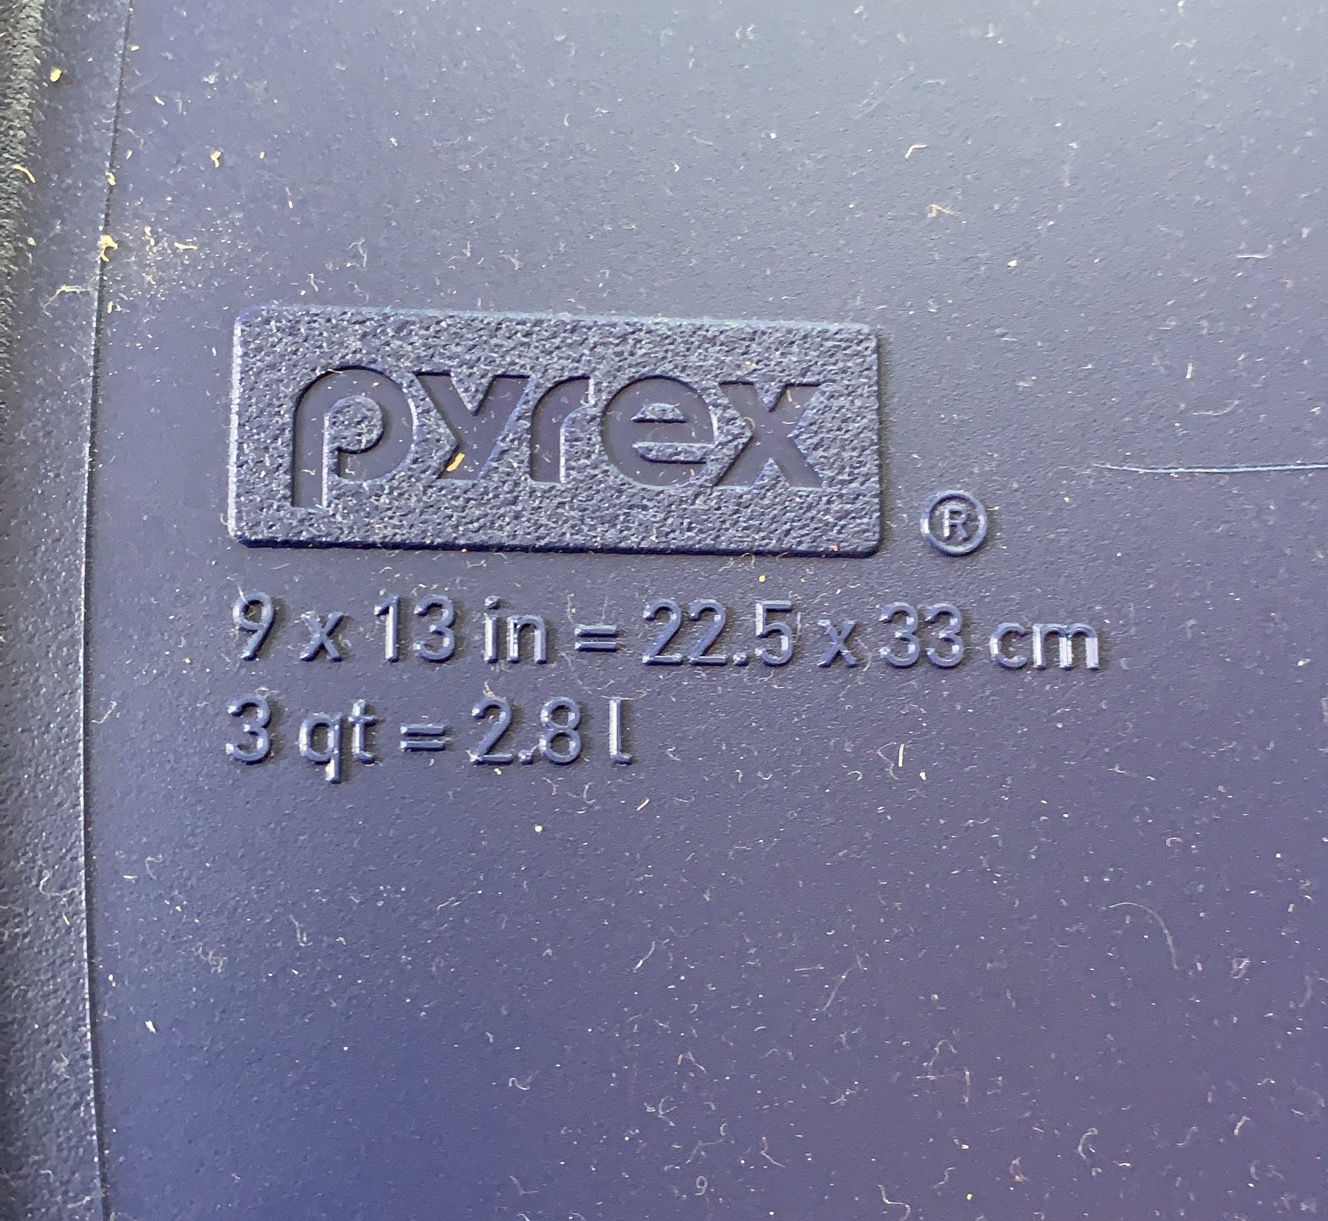 pyrex ®
9 x 13 in = 22.5 x 33 cm
3 qt = 2.8 l